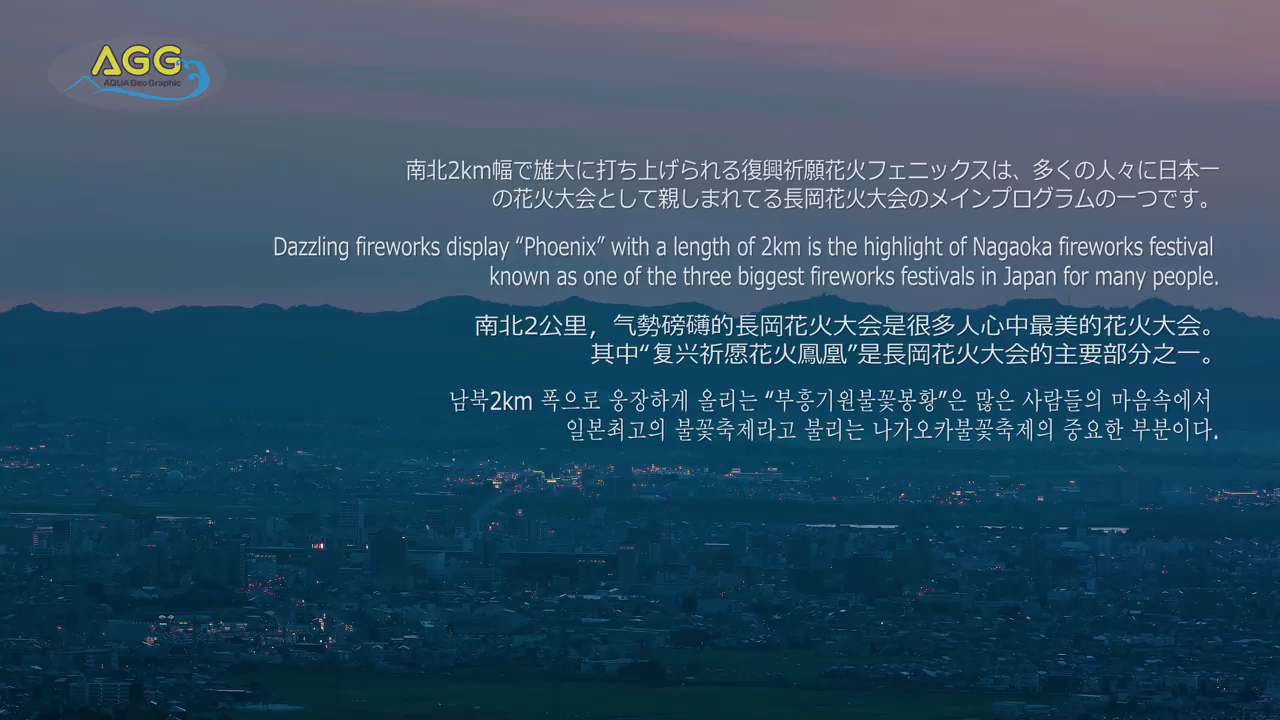 AGG
AQUA Geo Graphic
南北2km幅で雄大に打ち上げられる復興祈願花火フェニックスは、多くの人々に日本一
の花火大会として親しまれてる長岡花火大会のメインプログラムの一つです。
Dazzling fireworks display “Phoenix” with a length of 2km is the highlight of Nagaoka fireworks festival
known as one of the three biggest fireworks festivals in Japan for many people.
南北2公里，气勢磅礴的長岡花火大会是很多人心中最美的花火大会。
其中“复兴祈愿花火鳳凰”是長岡花火大会的主要部分之一。
남북2km 폭으로 웅장하게 올리는 “부흥기원불꽃봉황”은 많은 사람들의 마음속에서
일본최고의 불꽃축제라고 불리는 나가오카불꽃축제의 중요한 부분이다.